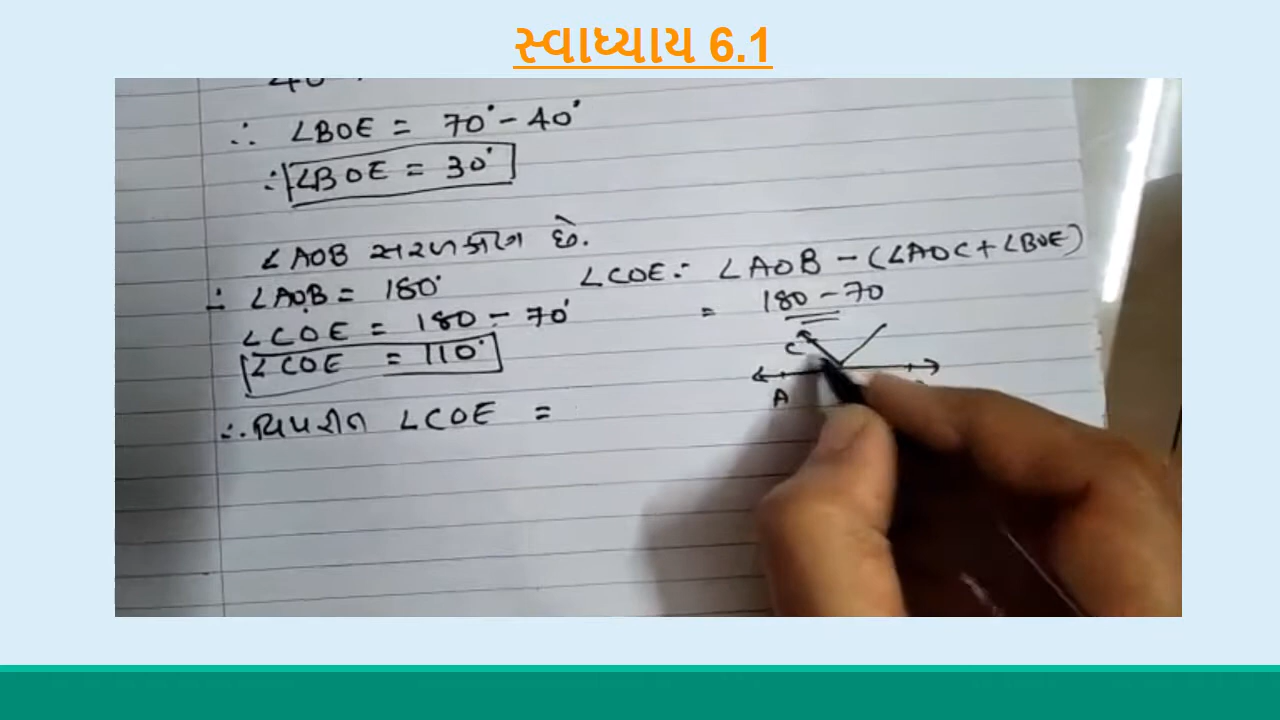 સ્વાધ્યાય 6.1
∴ ∠BOE = 70° - 40°
∴ ∠BOE = 30°
∠AOB સરળકોણ છે.
∴ ∠AOB = 180°
∠COE = ∠AOB - (∠AOC + ∠BOE)
∠COE = 180 - 70°
= 180 - 70
∠COE = 110°
C
A
∴ વિપરીત ∠COE =